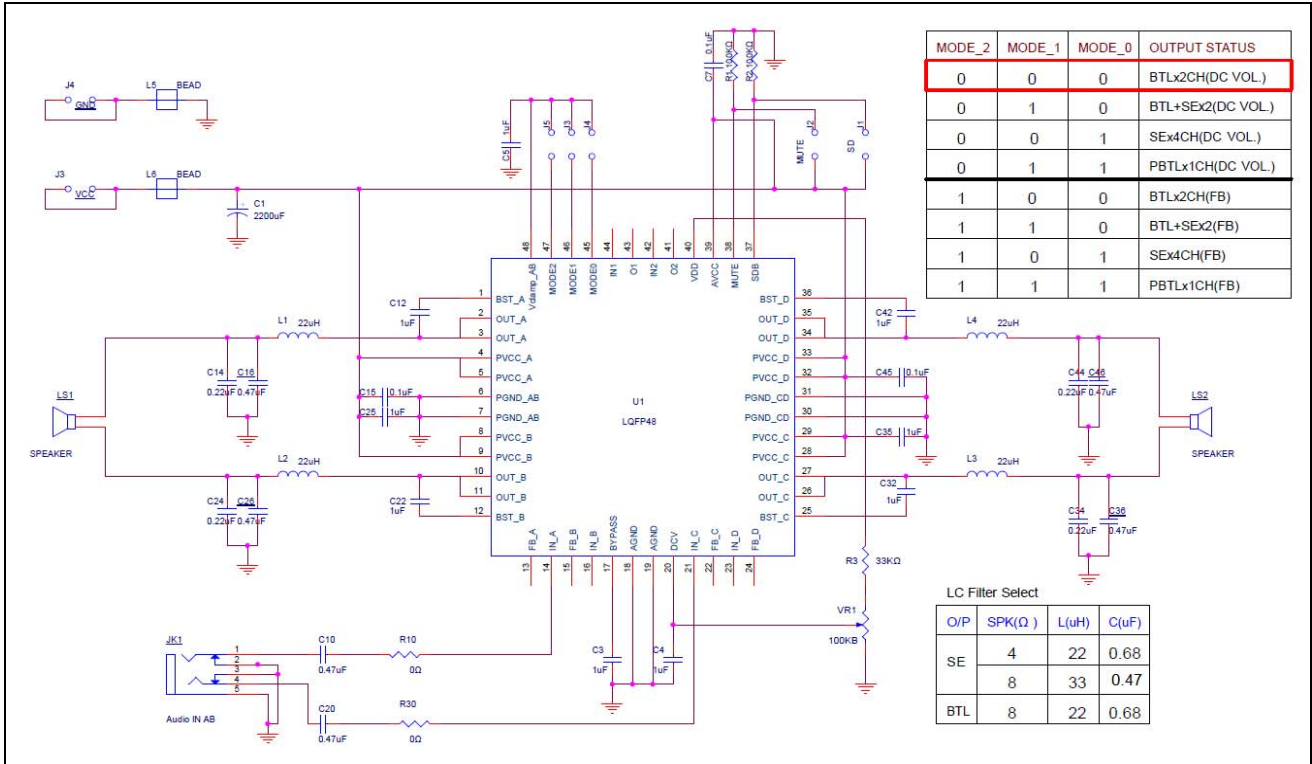 J4
GND
L5
BEAD
J3
VCC
L6
BEAD
C1
2200uF
C5
1uF
J5
J3
J4
C7
0.1uF
R1 100KΩ
R2 100KΩ
J2
MUTE
J1
SD
MODE_2 MODE_1 MODE_0 OUTPUT STATUS
0 0 0 BTLx2CH(DC VOL.)
0 1 0 BTL+SEx2(DC VOL.)
0 0 1 SEx4CH(DC VOL.)
0 1 1 PBTLx1CH(DC VOL.)
1 0 0 BTLx2CH(FB)
1 1 0 BTL+SEx2(FB)
1 0 1 SEx4CH(FB)
1 1 1 PBTLx1CH(FB)
48 47 46 45 44 43 42 41 40 39 38 37
Vdamp_AB MODE2 MODE1 MODE0 IN1 O1 IN2 O2 VDD AVCC MUTE SDB
1 BST_A
2 OUT_A
3 OUT_A
4 PVCC_A
5 PVCC_A
6 PGND_AB
7 PGND_AB
8 PVCC_B
9 PVCC_B
10 OUT_B
11 OUT_B
12 BST_B
U1
LQFP48
BST_D 36
OUT_D 35
OUT_D 34
PVCC_D 33
PVCC_D 32
PGND_CD 31
PGND_CD 30
PVCC_C 29
PVCC_C 28
OUT_C 27
OUT_C 26
BST_C 25
FB_A IN_A FB_B IN_B BYPASS AGND AGND DCV IN_C FB_C IN_D FB_D
13 14 15 16 17 18 19 20 21 22 23 24
C12
1uF
L1 22uH
C14
0.22uF
C16
0.47uF
C15 0.1uF
C25 1uF
LS1
SPEAKER
L2 22uH
C24
0.22uF
C26
0.47uF
C22
1uF
C42
1uF
L4 22uH
C45 0.1uF
C44
0.22uF
C46
0.47uF
LS2
SPEAKER
C35 1uF
L3 22uH
C32
1uF
C34
0.22uF
C36
0.47uF
R3 33KΩ
VR1
100KB
C3
1uF
C4
1uF
JK1
1
2
3
4
5
Audio IN AB
C10
0.47uF
R10
0Ω
C20
0.47uF
R30
0Ω
LC Filter Select
O/P SPK(Ω ) L(uH) C(uF)
SE 4 22 0.68
8 33 0.47
BTL 8 22 0.68